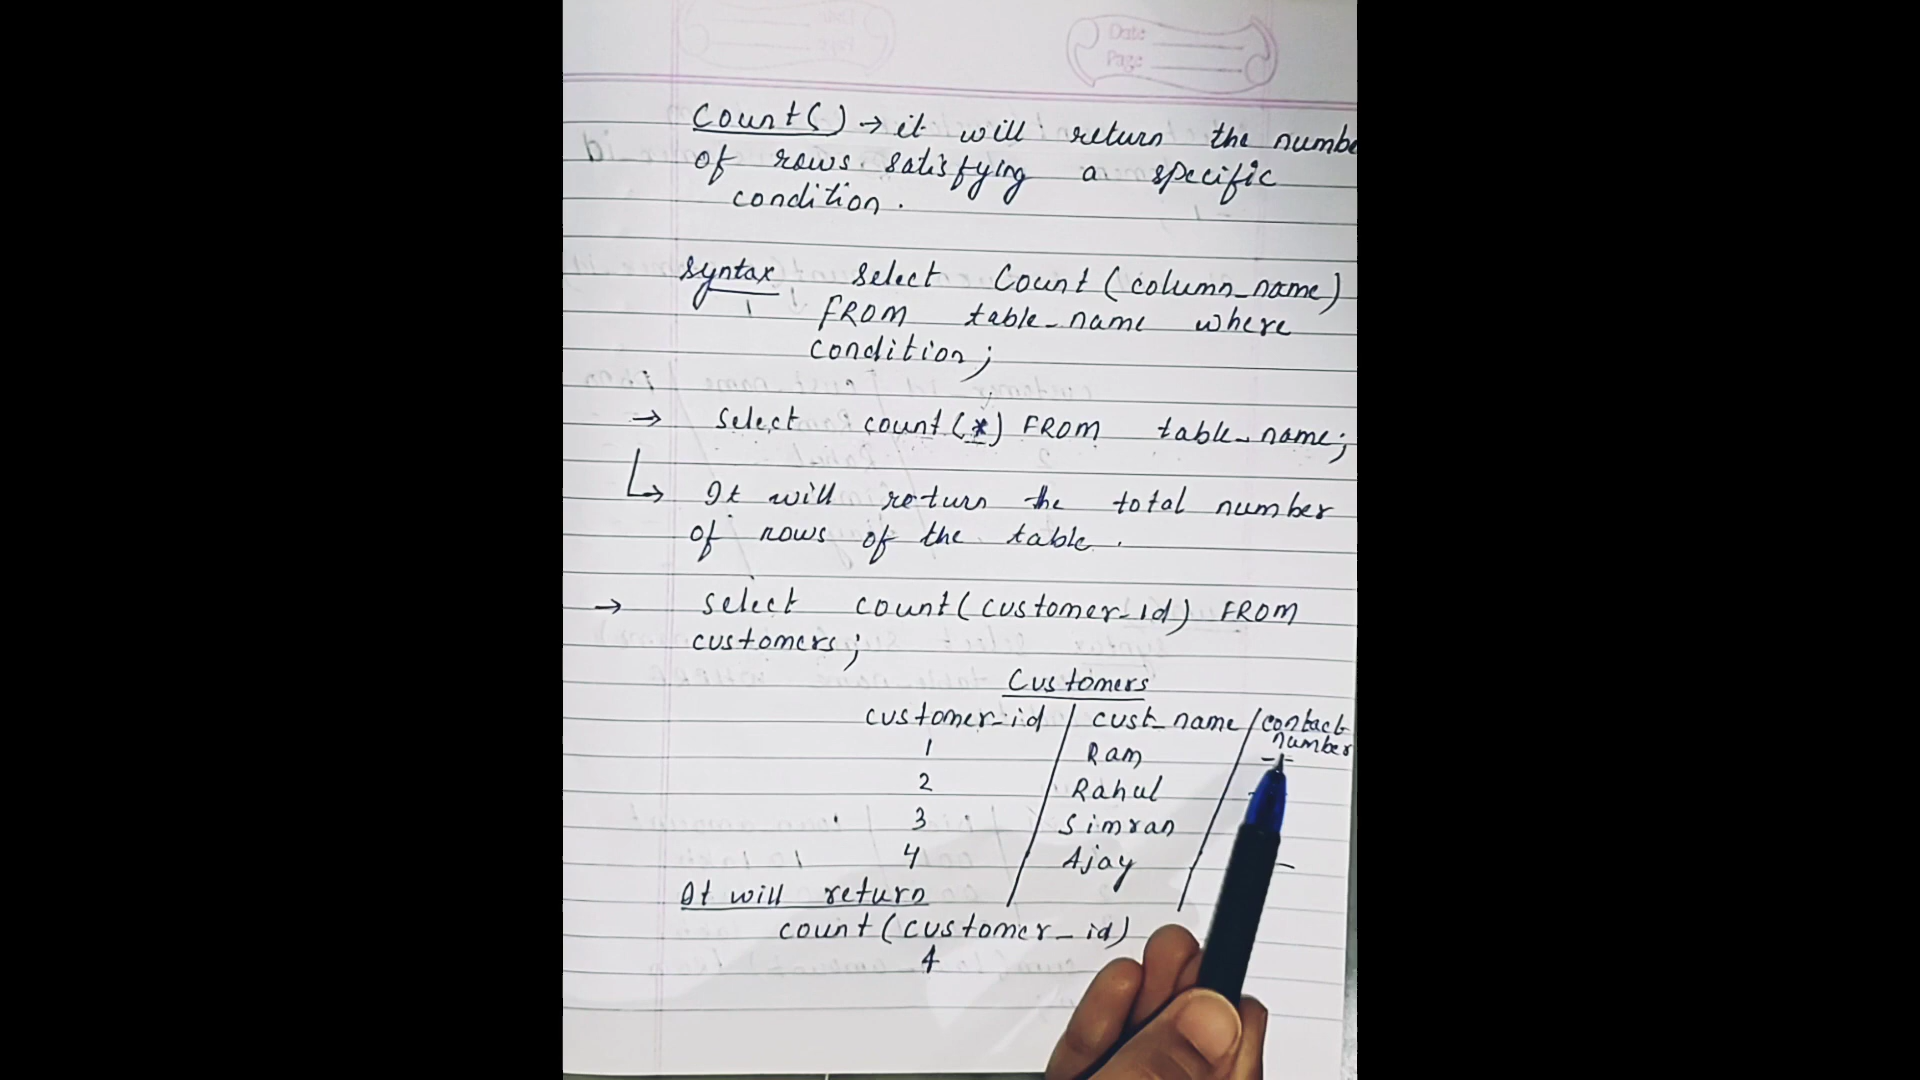 Date
Page
Count() → it will return the numbe
of rows satisfying a specific
condition.
Syntax select Count (column_name)
FROM table_name where
condition;
→ select count(*) FROM table_name;
↳ It will return the total number
of rows of the table.
→ select count(customer_id) FROM
customers;
Customers
customer_id | cust_name | contact
number
1 Ram -
2 Rahul -
3 Simran
4 Ajay -
It will return
count(customer_id)
4